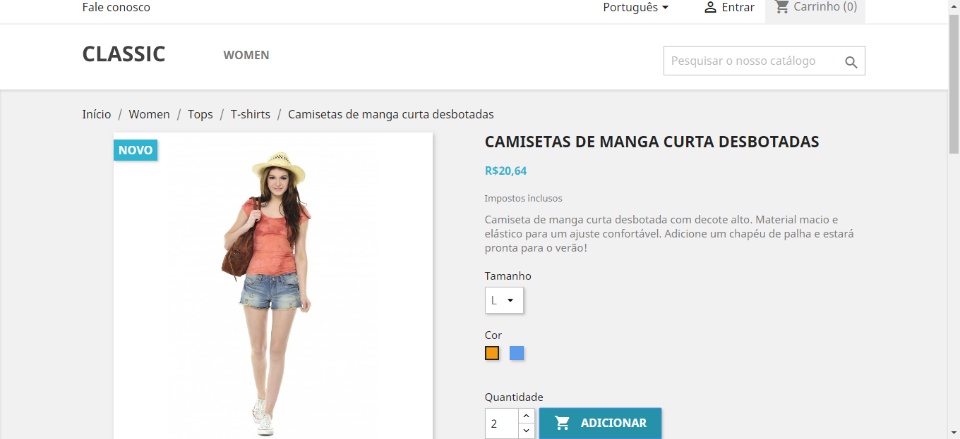 Fale conosco
Português
Entrar
Carrinho (0)
CLASSIC
WOMEN
Pesquisar o nosso catálogo
Início / Women / Tops / T-shirts / Camisetas de manga curta desbotadas
NOVO
CAMISETAS DE MANGA CURTA DESBOTADAS
R$20,64
Impostos inclusos
Camiseta de manga curta desbotada com decote alto. Material macio e
elástico para um ajuste confortável. Adicione um chapéu de palha e estará
pronta para o verão!
Tamanho
L
Cor
Quantidade
2
ADICIONAR